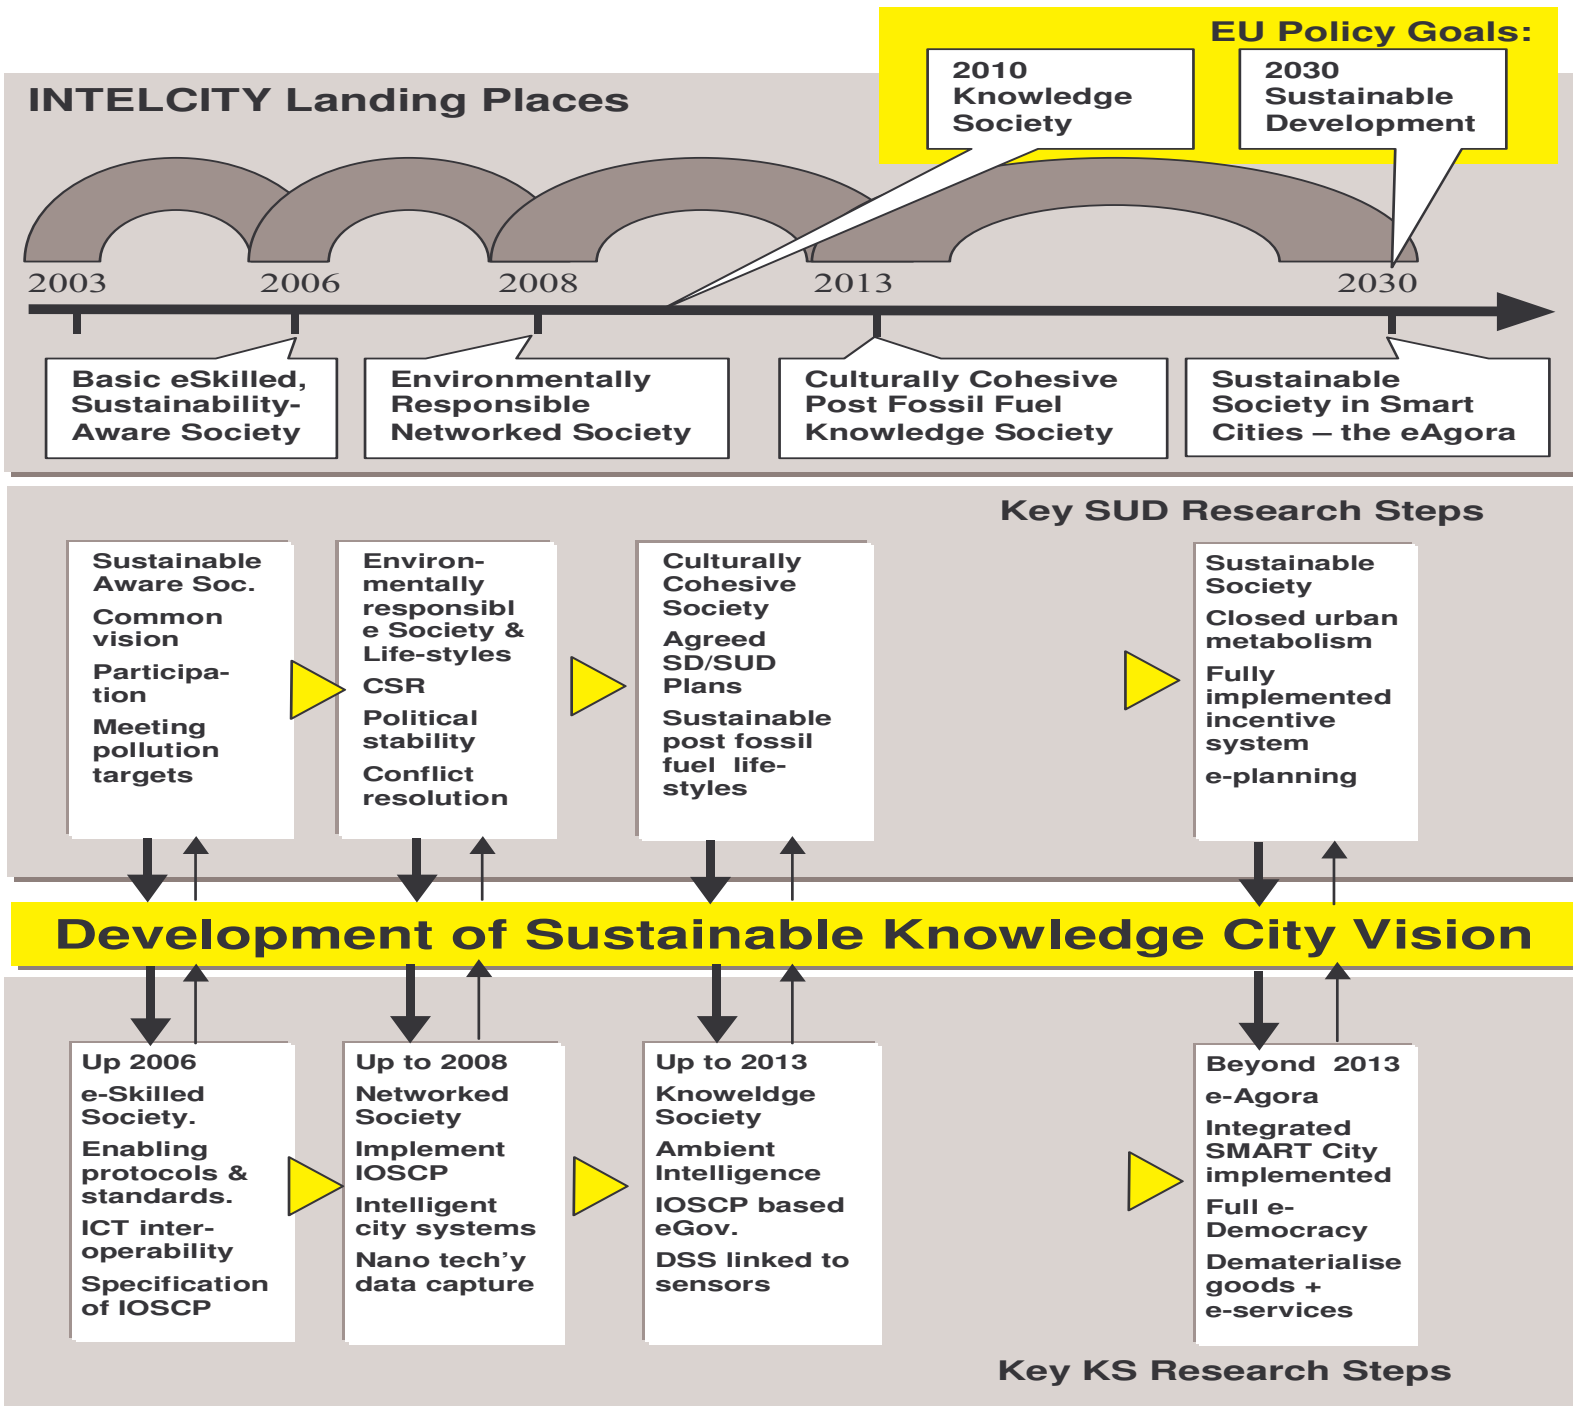 EU Policy Goals:
2010
Knowledge
Society
2030
Sustainable
Development
INTELCITY Landing Places
2003
2006
2008
2013
2030
Basic eSkilled,
Sustainability-
Aware Society
Environmentally
Responsible
Networked Society
Culturally Cohesive
Post Fossil Fuel
Knowledge Society
Sustainable
Society in Smart
Cities – the eAgora
Key SUD Research Steps
Sustainable
Aware Soc.
Common
vision
Participa-
tion
Meeting
pollution
targets
Environ-
mentally
responsibl
e Society &
Life-styles
CSR
Political
stability
Conflict
resolution
Culturally
Cohesive
Society
Agreed
SD/SUD
Plans
Sustainable
post fossil
fuel life-
styles
Sustainable
Society
Closed urban
metabolism
Fully
implemented
incentive
system
e-planning
Development of Sustainable Knowledge City Vision
Up 2006
e-Skilled
Society.
Enabling
protocols &
standards.
ICT inter-
operability
Specification
of IOSCP
Up to 2008
Networked
Society
Implement
IOSCP
Intelligent
city systems
Nano tech'y
data capture
Up to 2013
Knoweldge
Society
Ambient
Intelligence
IOSCP based
eGov.
DSS linked to
sensors
Beyond 2013
e-Agora
Integrated
SMART City
implemented
Full e-
Democracy
Dematerialise
goods +
e-services
Key KS Research Steps